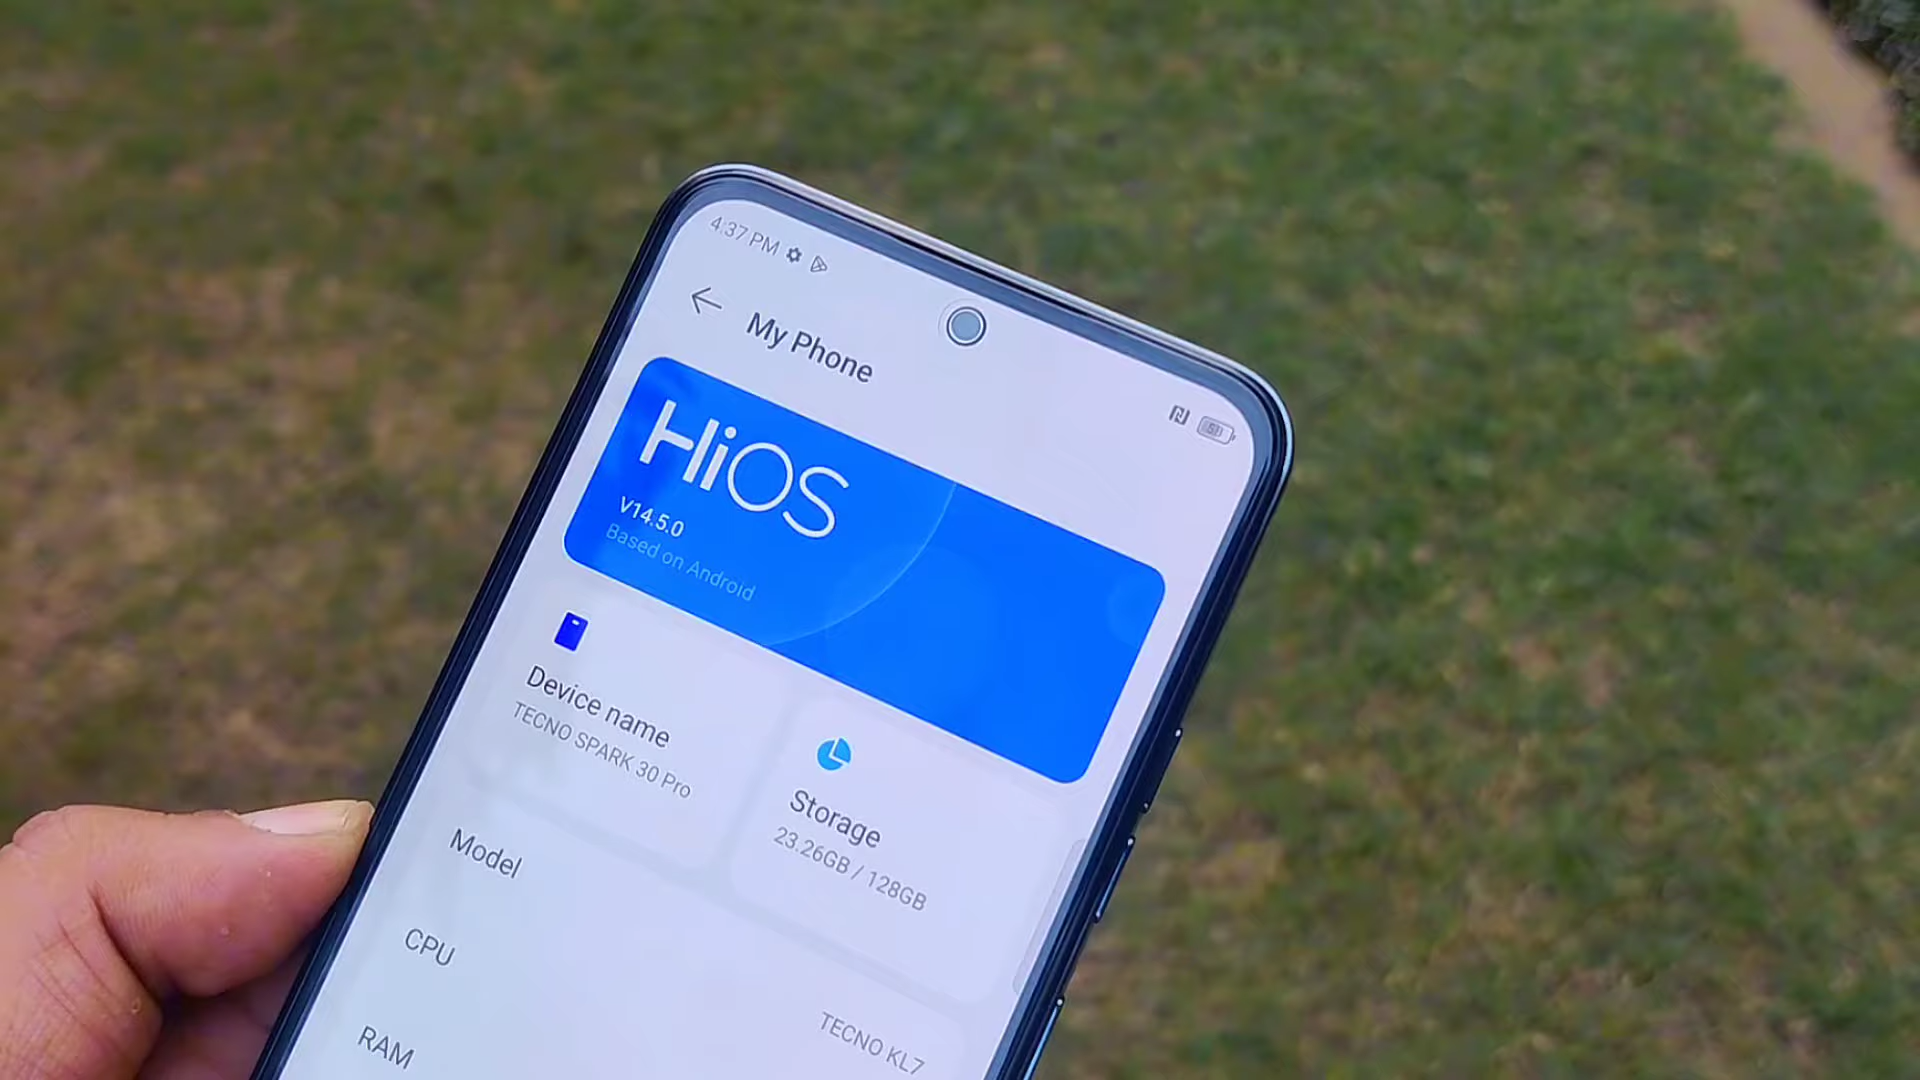 4:37 PM
My Phone
HiOS
V14.5.0
Based on Android
Device name
TECNO SPARK 30 Pro
Storage
23.26GB / 128GB
Model
TECNO KL7
CPU
RAM